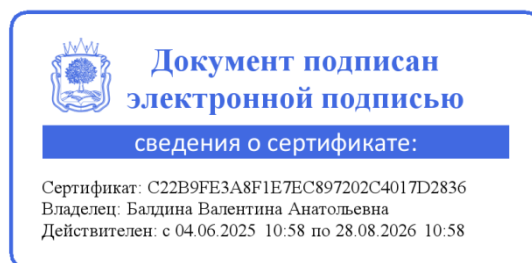 Документ подписан
электронной подписью
сведения о сертификате:
Сертификат: C22B9FE3A8F1E7EC897202C4017D2836
Владелец: Балдина Валентина Анатольевна
Действителен: с 04.06.2025 10:58 по 28.08.2026 10:58